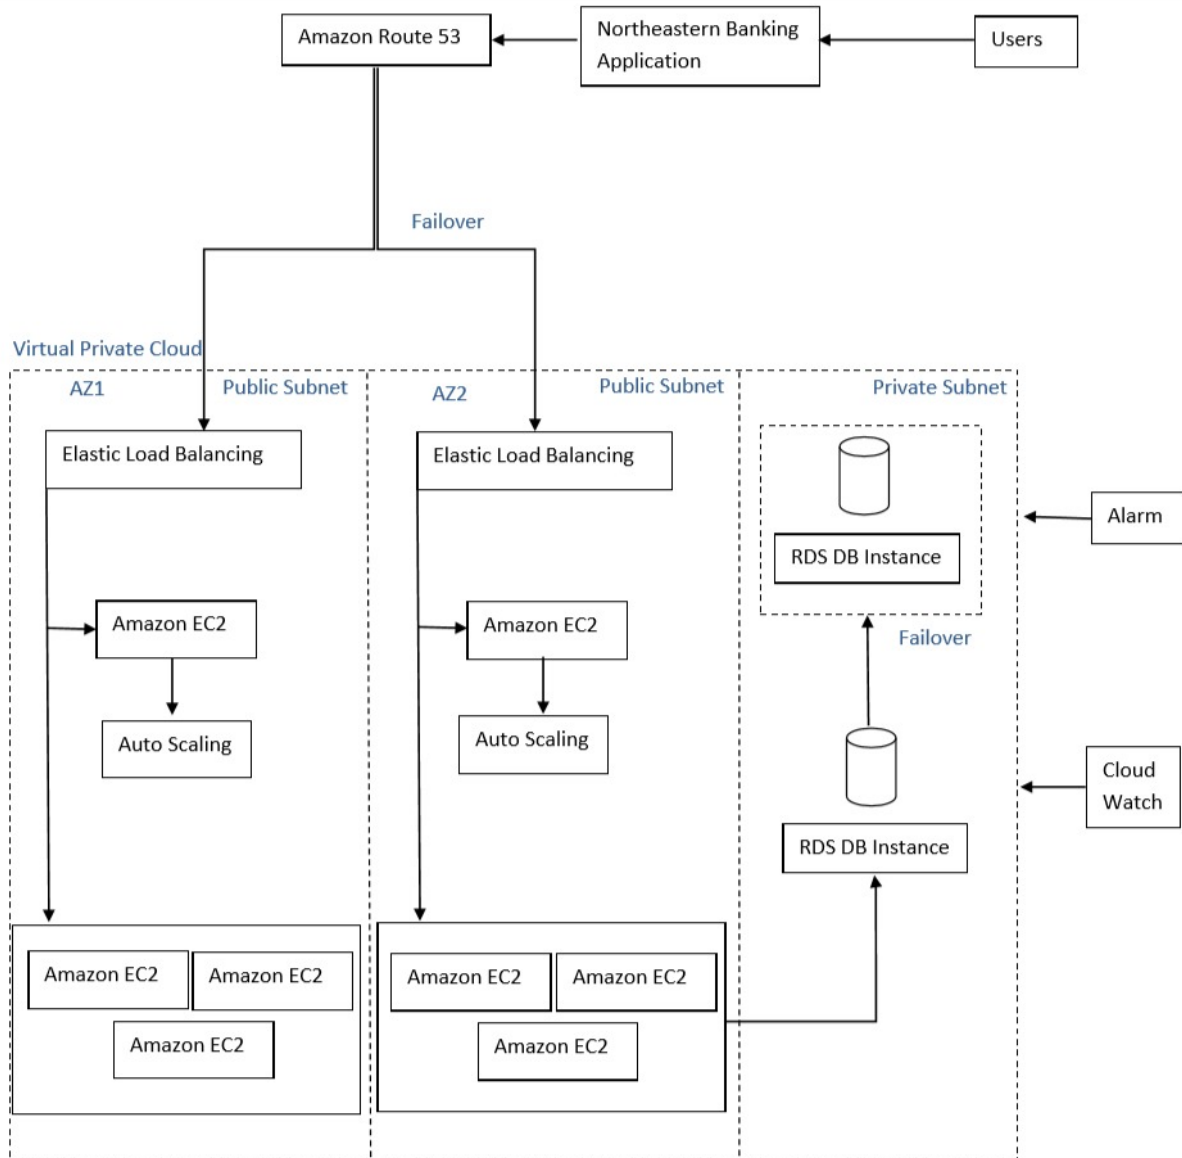 Amazon Route 53
Northeastern Banking
Application
Users
Failover
Virtual Private Cloud
AZ1
Public Subnet
AZ2
Public Subnet
Private Subnet
Elastic Load Balancing
Elastic Load Balancing
RDS DB Instance
Alarm
Amazon EC2
Amazon EC2
Failover
Auto Scaling
Auto Scaling
Cloud
Watch
RDS DB Instance
Amazon EC2
Amazon EC2
Amazon EC2
Amazon EC2
Amazon EC2
Amazon EC2